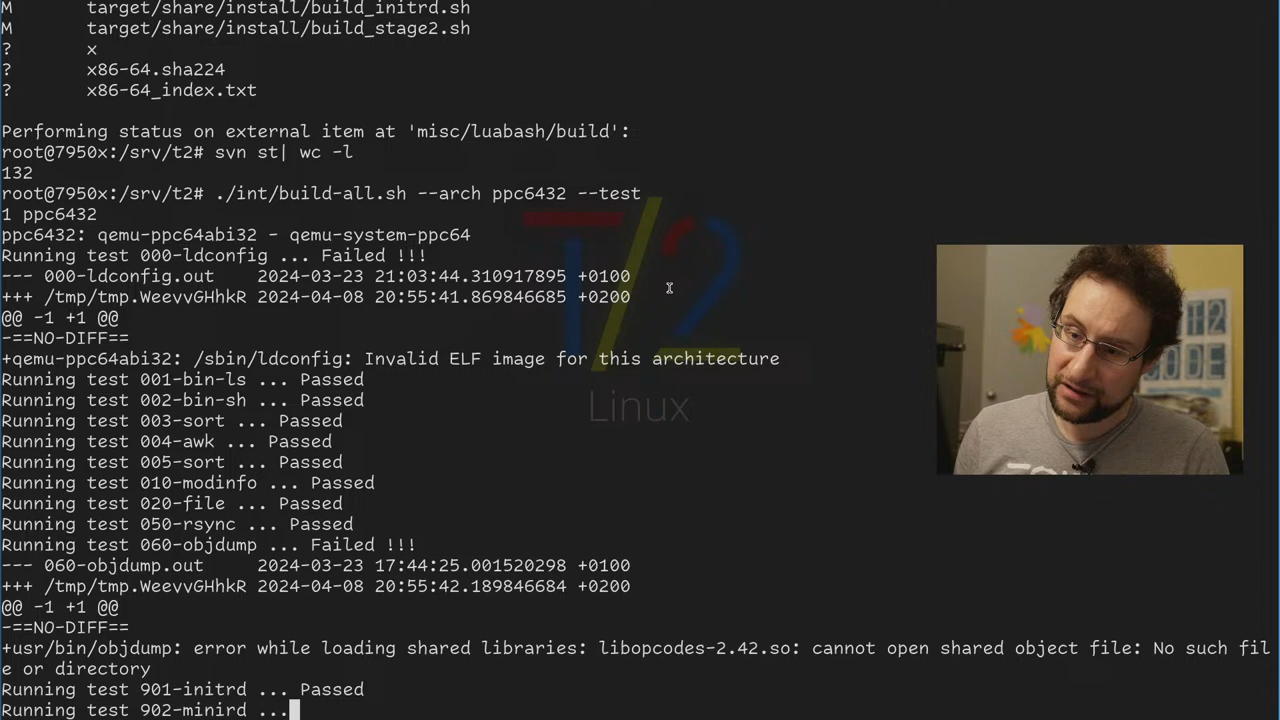 M       target/share/install/build_initrd.sh
M       target/share/install/build_stage2.sh
?       x
?       x86-64.sha224
?       x86-64_index.txt
Performing status on external item at 'misc/luabash/build':
root@7950x:/srv/t2# svn st| wc -l
132
root@7950x:/srv/t2# ./int/build-all.sh --arch ppc6432 --test
1 ppc6432
ppc6432: qemu-ppc64abi32 - qemu-system-ppc64
Running test 000-ldconfig ... Failed !!!
--- 000-ldconfig.out    2024-03-23 21:03:44.310917895 +0100
+++ /tmp/tmp.WeevvGHhkR 2024-04-08 20:55:41.869846685 +0200
@@ -1 +1 @@
-==NO-DIFF==
+qemu-ppc64abi32: /sbin/ldconfig: Invalid ELF image for this architecture
Running test 001-bin-ls ... Passed
Running test 002-bin-sh ... Passed
Running test 003-sort ... Passed
Running test 004-awk ... Passed
Running test 005-sort ... Passed
Running test 010-modinfo ... Passed
Running test 020-file ... Passed
Running test 050-rsync ... Passed
Running test 060-objdump ... Failed !!!
--- 060-objdump.out     2024-03-23 17:44:25.001520298 +0100
+++ /tmp/tmp.WeevvGHhkR 2024-04-08 20:55:42.189846684 +0200
@@ -1 +1 @@
-==NO-DIFF==
+usr/bin/objdump: error while loading shared libraries: libopcodes-2.42.so: cannot open shared object file: No such fil
e or directory
Running test 901-initrd ... Passed
Running test 902-minird ...
T/2
Linux
T2
CODE